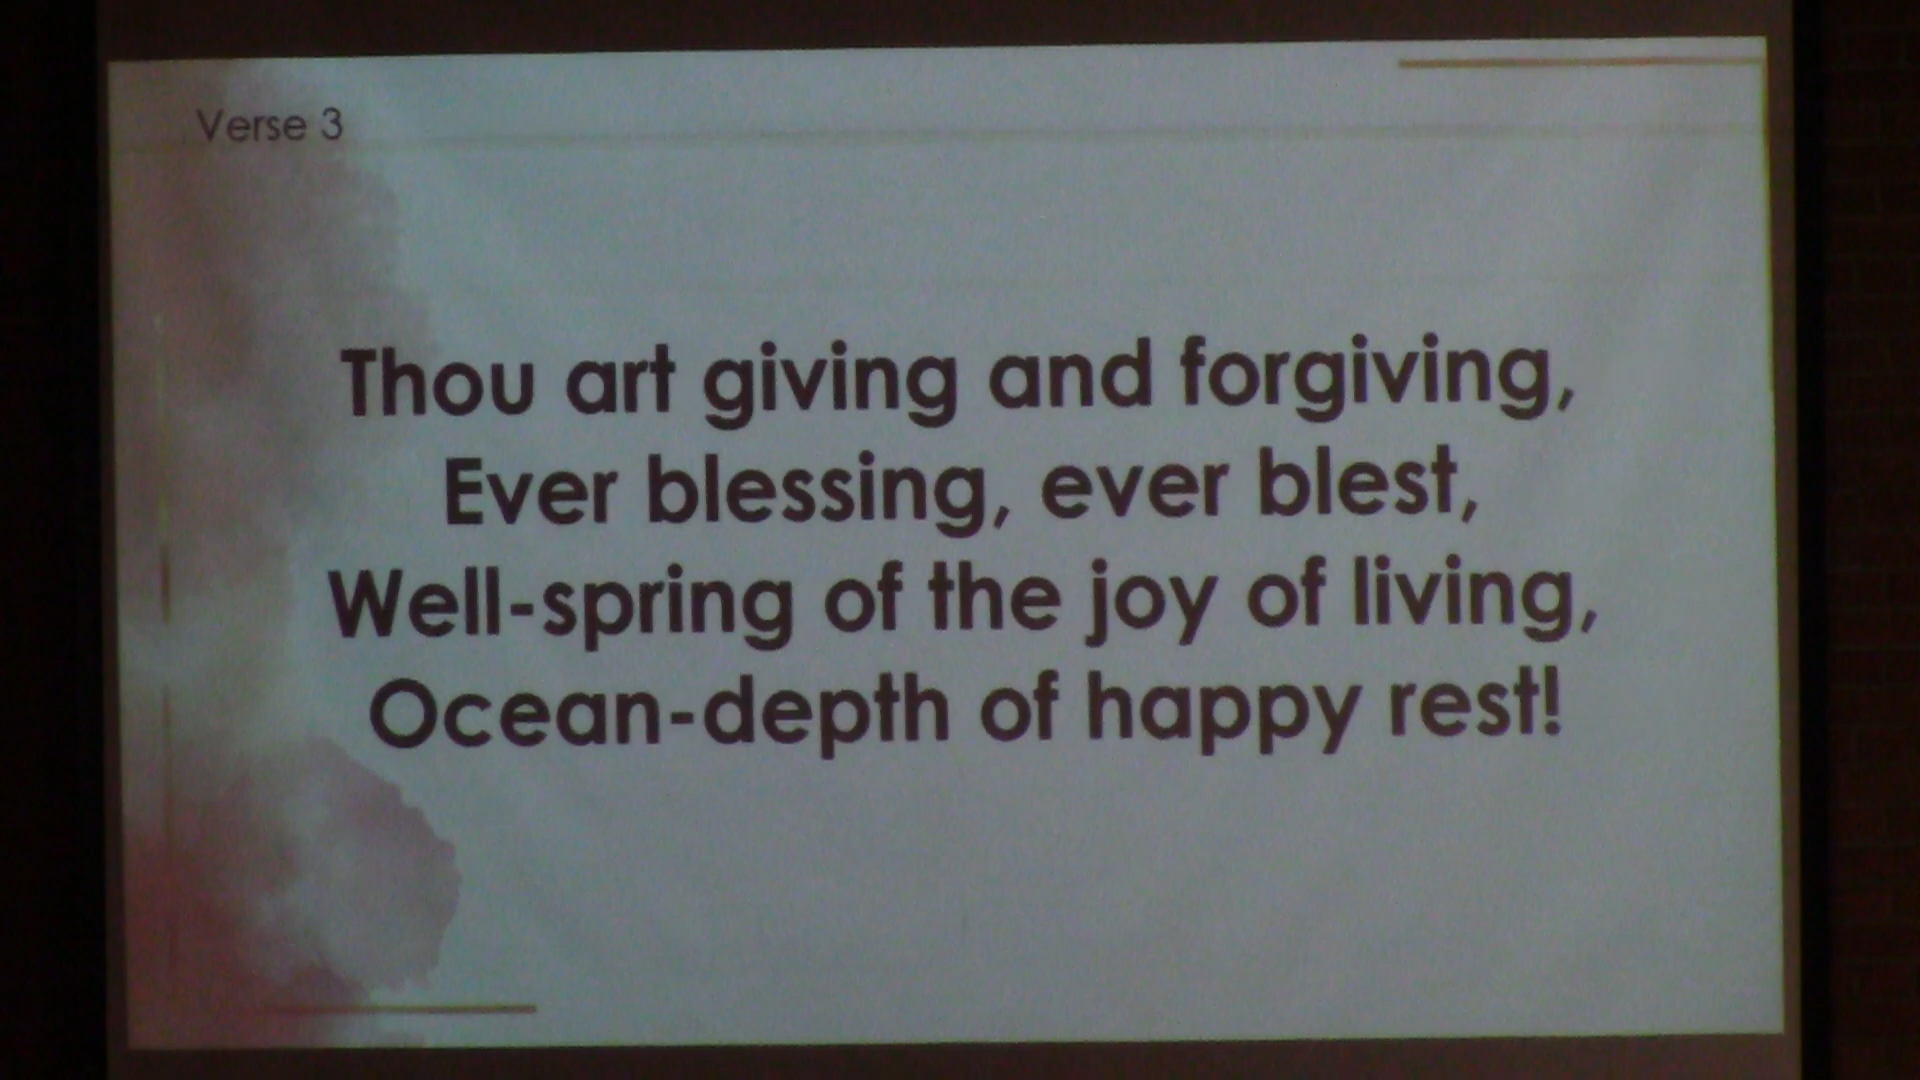 Verse 3
Thou art giving and forgiving,
Ever blessing, ever blest,
Well-spring of the joy of living,
Ocean-depth of happy rest!